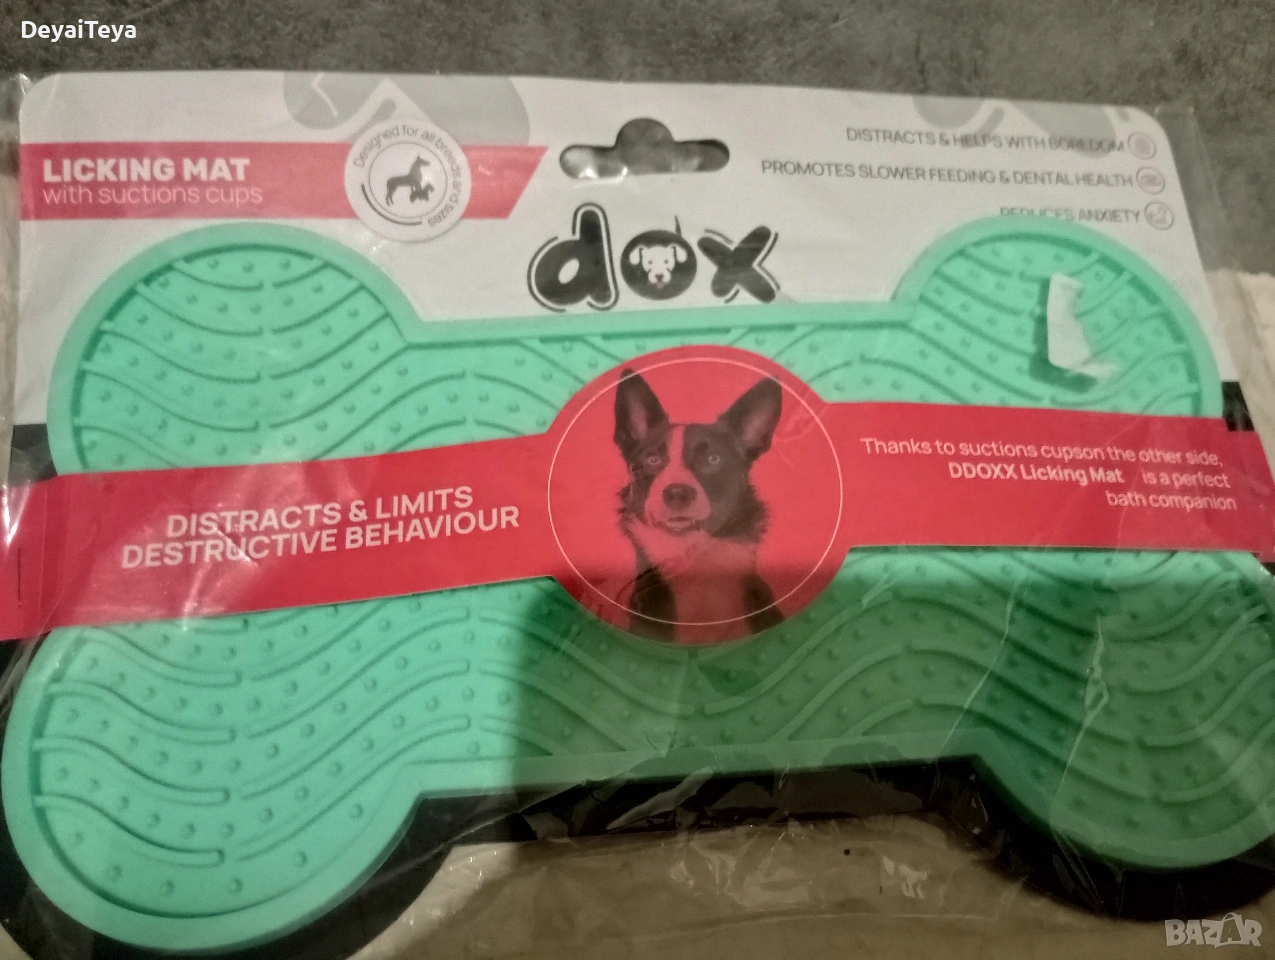 DeyaiTeya
LICKING MAT
with suctions cups
Designed for all breeds and sizes
DISTRACTS & HELPS WITH BOREDOM
PROMOTES SLOWER FEEDING & DENTAL HEALTH
REDUCES ANXIETY
dox
DISTRACTS & LIMITS
DESTRUCTIVE BEHAVIOUR
Thanks to suctions cupson the other side,
DDOXX Licking Mat is a perfect
bath companion
BAZAR